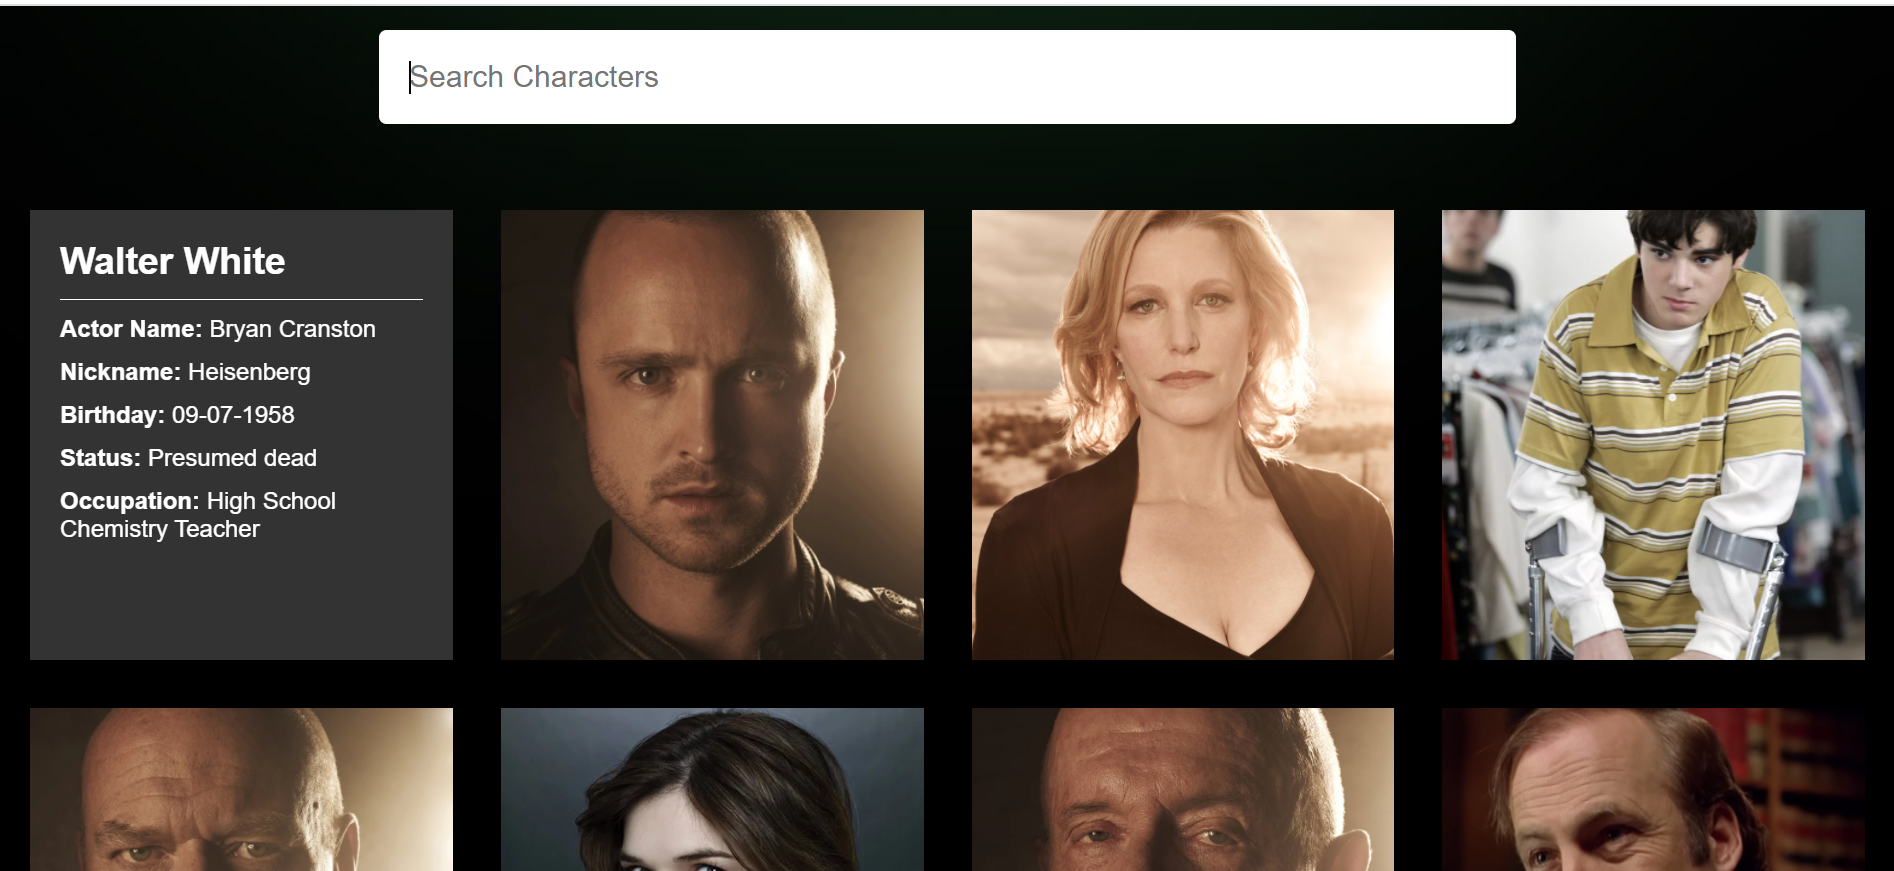 Search Characters
Walter White
Actor Name: Bryan Cranston
Nickname: Heisenberg
Birthday: 09-07-1958
Status: Presumed dead
Occupation: High School
Chemistry Teacher